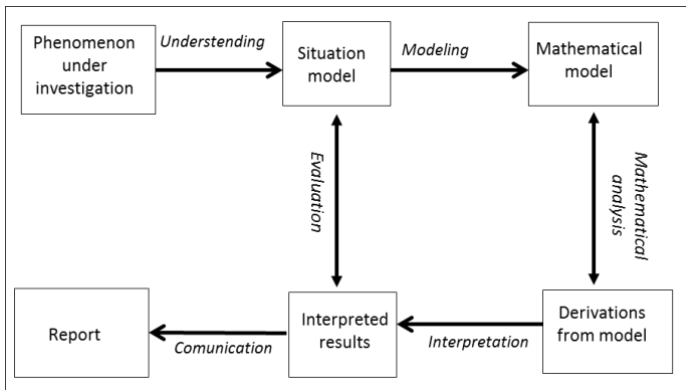 Phenomenon
under
investigation
Understending
Situation
model
Modeling
Mathematical
model
Evaluation
Mathematical
analysis
Report
Comunication
Interpreted
results
Interpretation
Derivations
from model